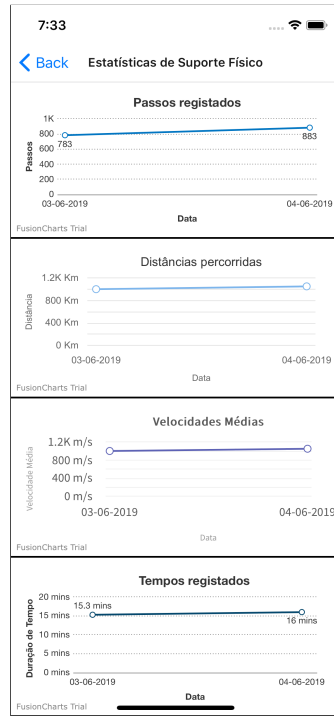 7:33
Back Estatísticas de Suporte Físico
Passos registados
1K
800
600
400
200
0
Passos
783
883
03-06-2019 04-06-2019
Data
FusionCharts Trial
Distâncias percorridas
1.2K Km
800 Km
400 Km
0 Km
Distância
03-06-2019 04-06-2019
Data
FusionCharts Trial
Velocidades Médias
1.2K m/s
800 m/s
400 m/s
0 m/s
Velocidade Média
03-06-2019 04-06-2019
Data
FusionCharts Trial
Tempos registados
20 mins
15 mins
10 mins
5 mins
0 mins
Duração de Tempo
15.3 mins
16 mins
03-06-2019 04-06-2019
Data
FusionCharts Trial